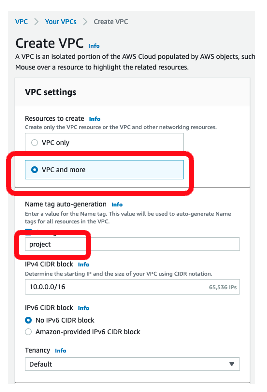 VPC > Your VPCs > Create VPC
Create VPC Info
A VPC is an isolated portion of the AWS Cloud populated by AWS objects, such
Mouse over a resource to highlight the related resources.
VPC settings
Resources to create Info
Create only the VPC resource or the VPC and other networking resources.
VPC only
VPC and more
Name tag auto-generation Info
Enter a value for the Name tag. This value will be used to auto-generate Name
tags for all resources in the VPC.
project
IPv4 CIDR block Info
Determine the starting IP and the size of your VPC using CIDR notation.
10.0.0.0/16 65,536 IPs
IPv6 CIDR block Info
No IPv6 CIDR block
Amazon-provided IPv6 CIDR block
Tenancy Info
Default